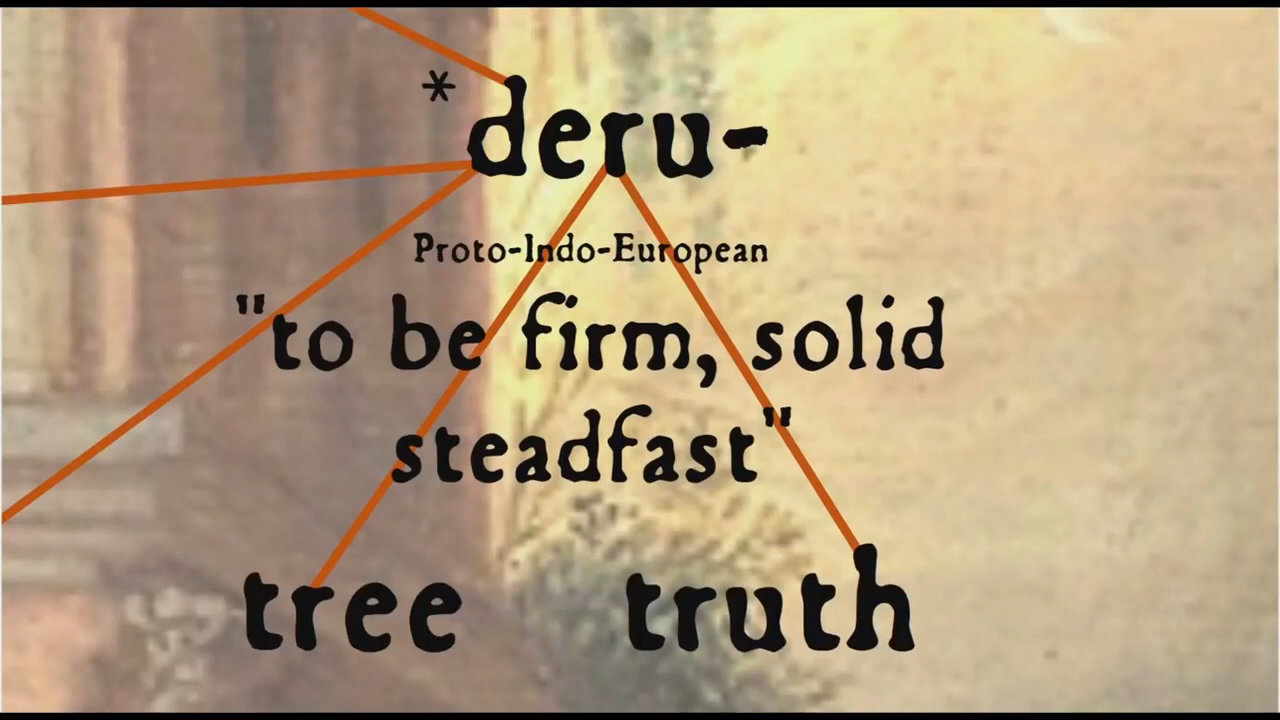 *deru-
Proto-Indo-European
"to be firm, solid
steadfast"
tree truth